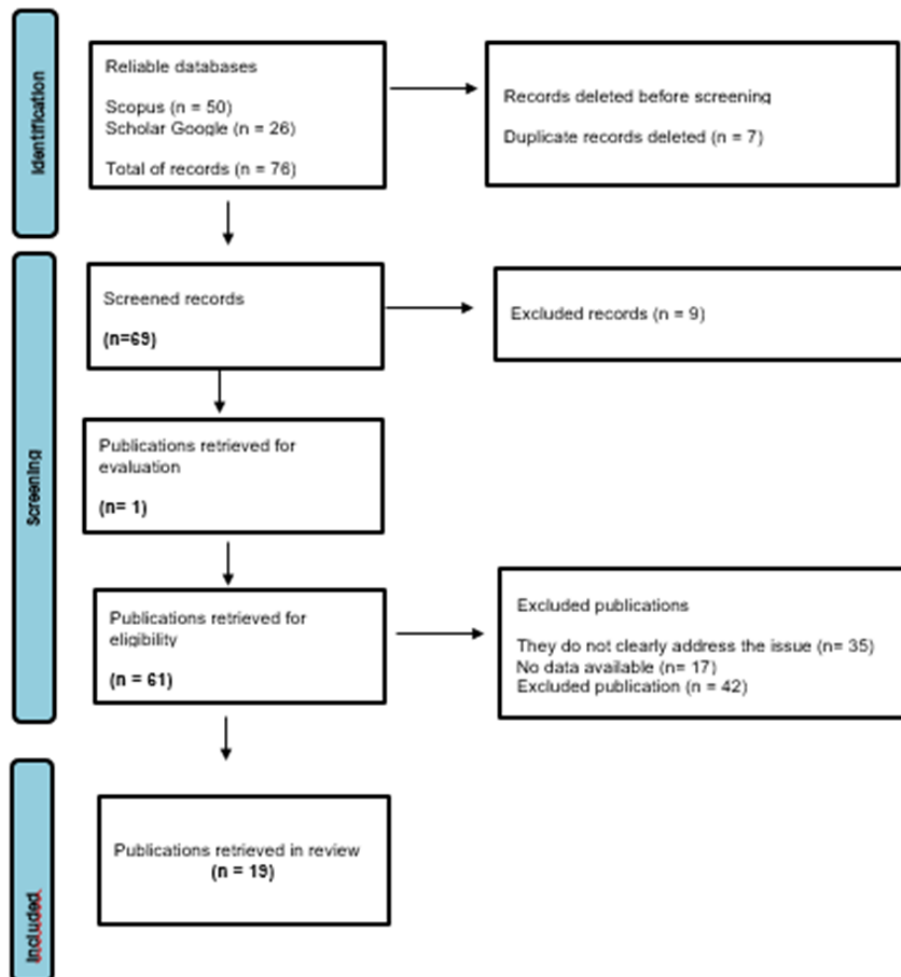 Identification
Reliable databases
Scopus (n = 50)
Scholar Google (n = 26)
Total of records (n = 76)
Records deleted before screening
Duplicate records deleted (n = 7)
Screening
Screened records
(n=69)
Excluded records (n = 9)
Publications retrieved for
evaluation
(n= 1)
Publications retrieved for
eligibility
(n = 61)
Excluded publications
They do not clearly address the issue (n= 35)
No data available (n= 17)
Excluded publication (n = 42)
Included
Publications retrieved in review
(n = 19)